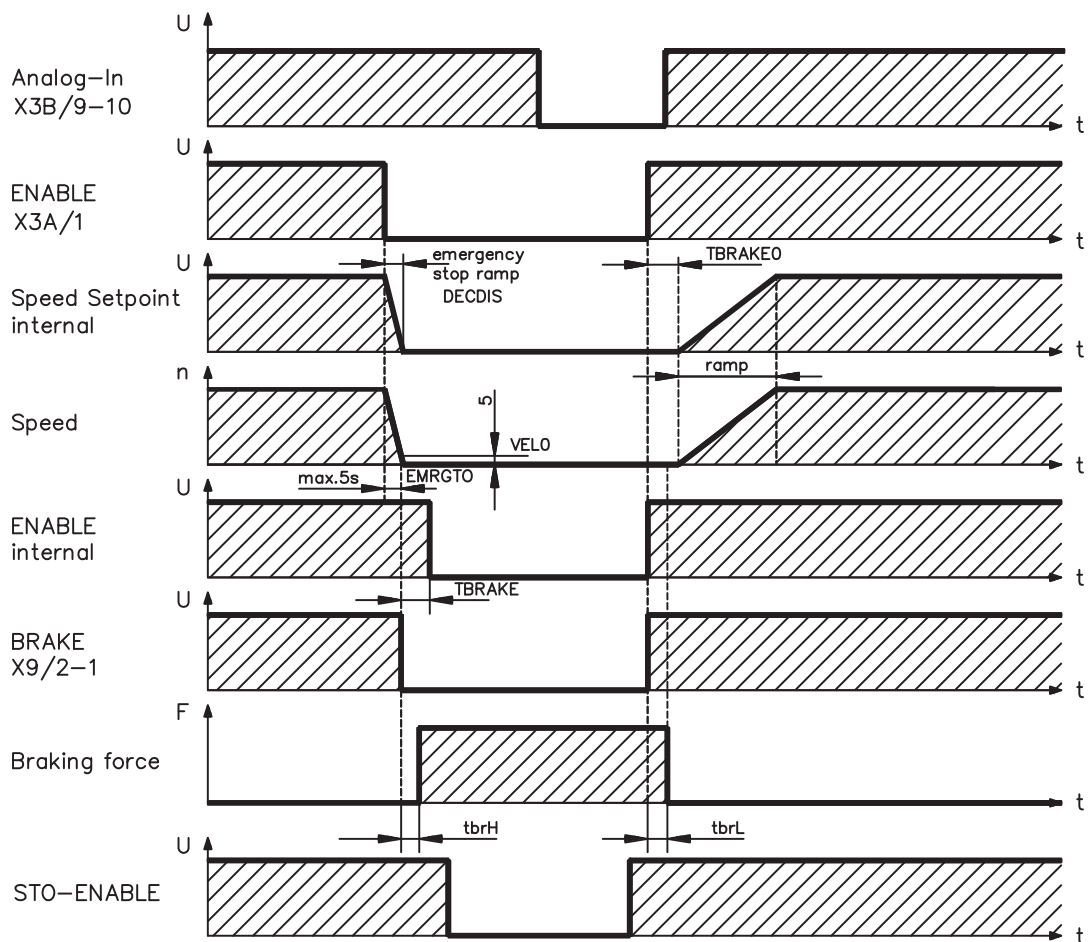 U
Analog-In
X3B/9-10
t
U
ENABLE
X3A/1
t
U
emergency
stop ramp
DECDIS
TBRAKE0
Speed Setpoint
internal
t
n
ramp
5
Speed
VEL0
t
U
max.5s
EMRGTO
ENABLE
internal
t
U
TBRAKE
BRAKE
X9/2-1
t
F
Braking force
t
tbrH
tbrL
U
STO-ENABLE
t